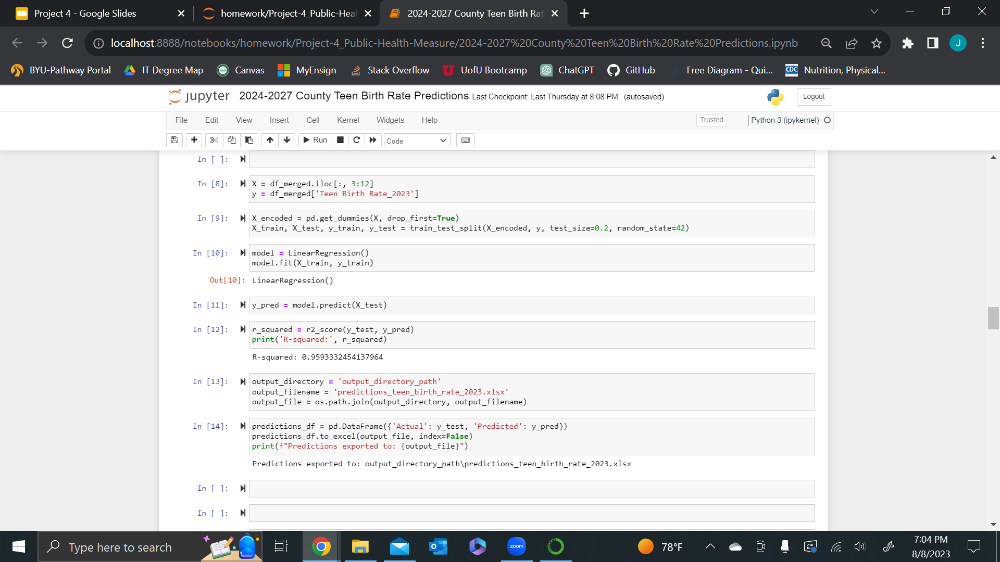 Project 4 - Google Slides
homework/Project-4_Public-Heal
2024-2027 County Teen Birth Rat
localhost:8888/notebooks/homework/Project-4_Public-Health-Measure/2024-2027%20County%20Teen%20Birth%20Rate%20Predictions.ipynb
J
BYU-Pathway Portal
IT Degree Map
Canvas
MyEnsign
Stack Overflow
UofU Bootcamp
ChatGPT
GitHub
Free Diagram - Qui...
CDC
Nutrition, Physical...
jupyter
2024-2027 County Teen Birth Rate Predictions Last Checkpoint: Last Thursday at 8:08 PM (autosaved)
Logout
File Edit View Insert Cell Kernel Widgets Help
Trusted
Python 3 (ipykernel)
Run
Code
In [ ]:
In [8]:
X = df_merged.iloc[:, 3:12]
y = df_merged['Teen Birth Rate_2023']
In [9]:
X_encoded = pd.get_dummies(X, drop_first=True)
X_train, X_test, y_train, y_test = train_test_split(X_encoded, y, test_size=0.2, random_state=42)
In [10]:
model = LinearRegression()
model.fit(X_train, y_train)
Out[10]: LinearRegression()
In [11]:
y_pred = model.predict(X_test)
In [12]:
r_squared = r2_score(y_test, y_pred)
print('R-squared:', r_squared)
R-squared: 0.9593332454137964
In [13]:
output_directory = 'output_directory_path'
output_filename = 'predictions_teen_birth_rate_2023.xlsx'
output_file = os.path.join(output_directory, output_filename)
In [14]:
predictions_df = pd.DataFrame({'Actual': y_test, 'Predicted': y_pred})
predictions_df.to_excel(output_file, index=False)
print(f"Predictions exported to: {output_file}")
Predictions exported to: output_directory_path\predictions_teen_birth_rate_2023.xlsx
In [ ]:
In [ ]:
Type here to search
zoom
78°F
7:04 PM
8/8/2023